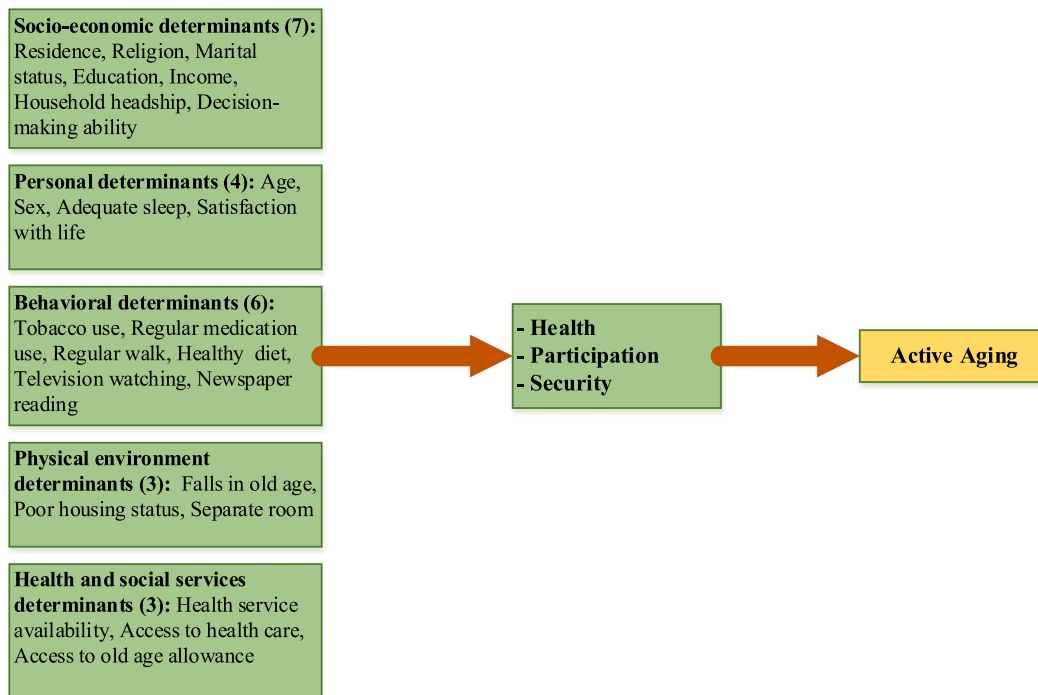 Socio-economic determinants (7):
Residence, Religion, Marital
status, Education, Income,
Household headship, Decision-
making ability
Personal determinants (4): Age,
Sex, Adequate sleep, Satisfaction
with life
Behavioral determinants (6):
Tobacco use, Regular medication
use, Regular walk, Healthy  diet,
Television watching, Newspaper
reading
Physical environment
determinants (3):  Falls in old age,
Poor housing status, Separate room
Health and social services
determinants (3): Health service
availability, Access to health care,
Access to old age allowance
- Health
- Participation
- Security
Active Aging